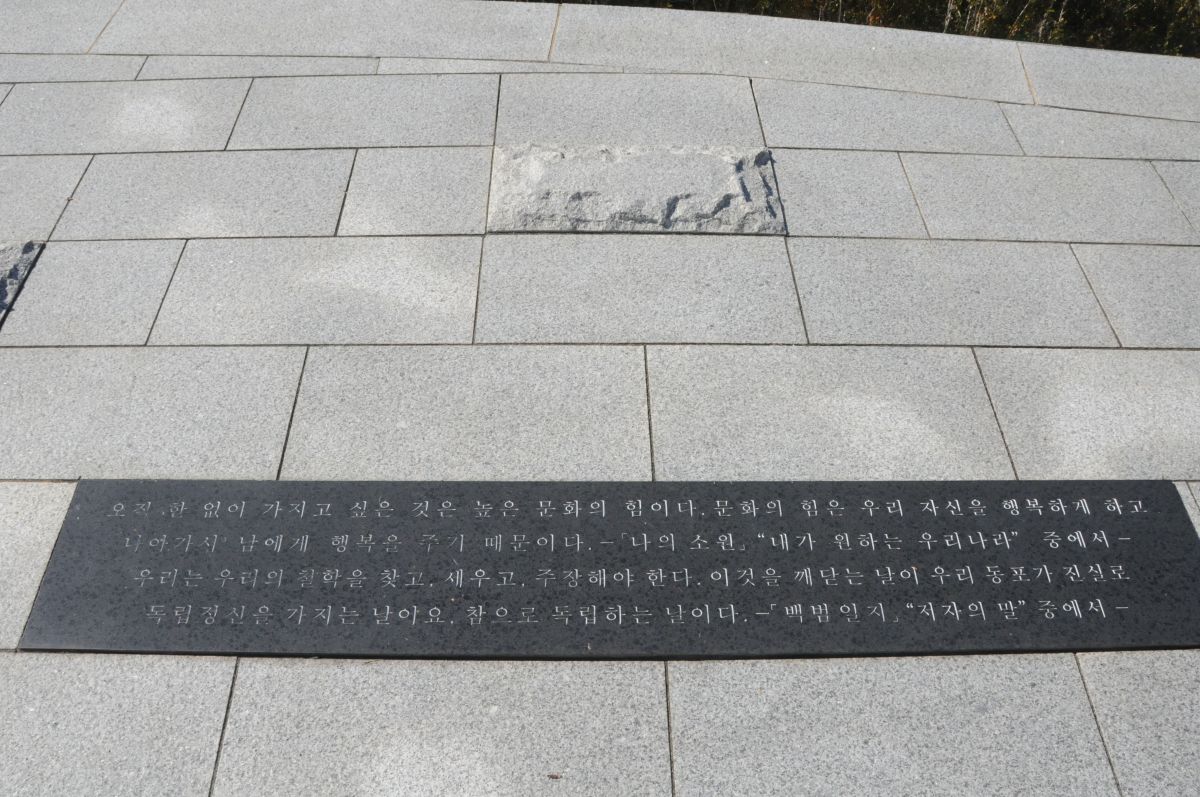 오직 한 없이 가지고 싶은 것은 높은 문화의 힘이다. 문화의 힘은 우리 자신을 행복하게 하고
나아가서 남에게 행복을 주기 때문이다. -「나의 소원」 “내가 원하는 우리나라” 중에서 -
우리는 우리의 철학을 찾고, 세우고, 주장해야 한다. 이것을 깨닫는 날이 우리 동포가 진실로
독립정신을 가지는 날아요, 참으로 독립하는 날이다. -「백범일지」 “저자의 말” 중에서 -